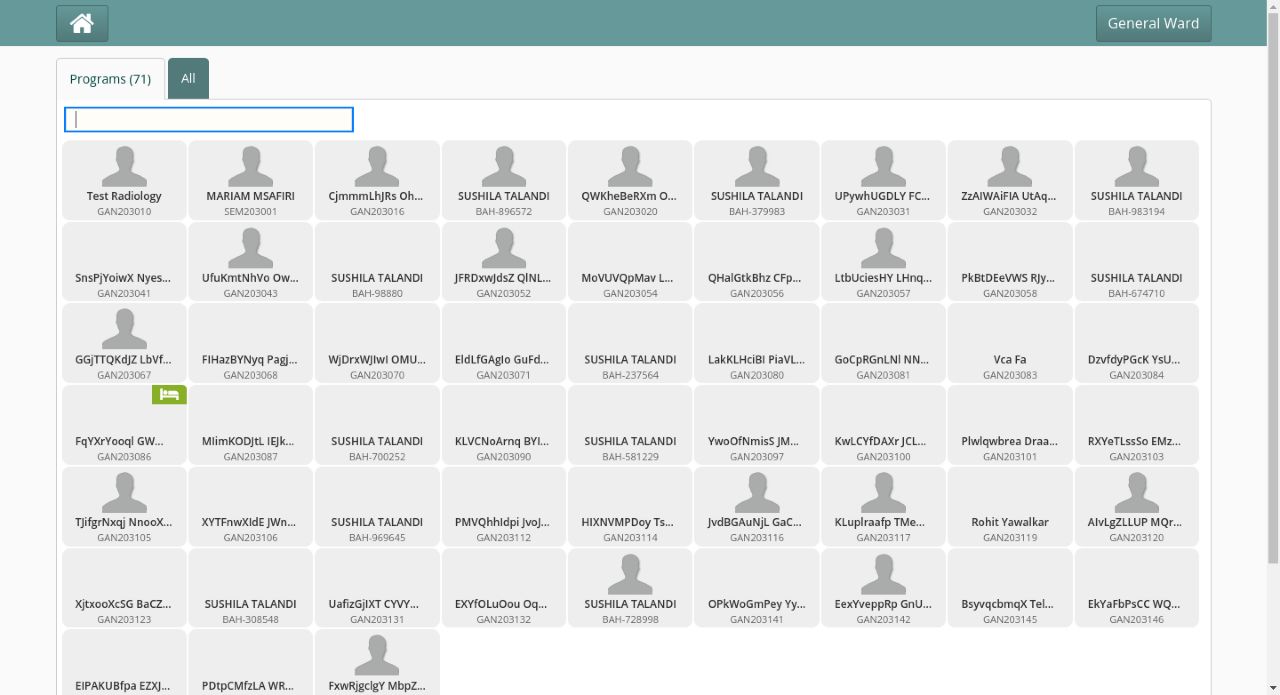 General Ward
Programs (71)
All
Test Radiology
GAN203010
MARIAM MSAFIRI
SEM203001
CjmmmLhJRs Oh...
GAN203016
SUSHILA TALANDI
BAH-896572
QWKheBeRXm O...
GAN203020
SUSHILA TALANDI
BAH-379983
UPywhUGDLY FC...
GAN203031
ZzAIWAiFIA UtAq...
GAN203032
SUSHILA TALANDI
BAH-983194
SnsPjYoiwX Nyes...
GAN203041
UfuKmtNhVo Ow...
GAN203043
SUSHILA TALANDI
BAH-98880
JFRDxwJdsZ QlNL...
GAN203052
MoVUVQpMav L...
GAN203054
QHalGtkBhz CFp...
GAN203056
LtbUciesHY LHnq...
GAN203057
PkBtDEeVWS RJy...
GAN203058
SUSHILA TALANDI
BAH-674710
GGjTTQKdJZ LbVf...
GAN203067
FIHazBYNyq Pagj...
GAN203068
WjDrxWJIwI OMU...
GAN203070
EldLfGAgIo GuFd...
GAN203071
SUSHILA TALANDI
BAH-237564
LakKLHciBI PiaVL...
GAN203080
GoCpRGnLNl NN...
GAN203081
Vca Fa
GAN203083
DzvfdyPGcK YsU...
GAN203084
FqYXrYooql GW...
GAN203086
MIimKODJtL IEJk...
GAN203087
SUSHILA TALANDI
BAH-700252
KLVCNoArnq BYI...
GAN203090
SUSHILA TALANDI
BAH-581229
YwoOfNmisS JM...
GAN203097
KwLCYfDAXr JCL...
GAN203100
Plwlqwbrea Draa...
GAN203101
RXYeTLssSo EMz...
GAN203103
TJifgrNxqj NnooX...
GAN203105
XYTFnwXIdE JWn...
GAN203106
SUSHILA TALANDI
BAH-969645
PMVQhhIdpi JvoJ...
GAN203112
HIXNVMPDoy Ts...
GAN203114
JvdBGAuNjL GaC...
GAN203116
KLuplraafp TMe...
GAN203117
Rohit Yawalkar
GAN203119
AIvLgZLLUP MQr...
GAN203120
XjtxooXcSG BaCZ...
GAN203123
SUSHILA TALANDI
BAH-308548
UafizGjIXT CYVY...
GAN203131
EXYfOLuOou Oq...
GAN203132
SUSHILA TALANDI
BAH-728998
OPkWoGmPey Yy...
GAN203141
EexYveppRp GnU...
GAN203142
BsyvqcbmqX Tel...
GAN203145
EkYaFbPsCC WQ...
GAN203146
EIPAKUBfpa EZXJ...
PDtpCMfzLA WR...
FxwRjgclgY MbpZ...